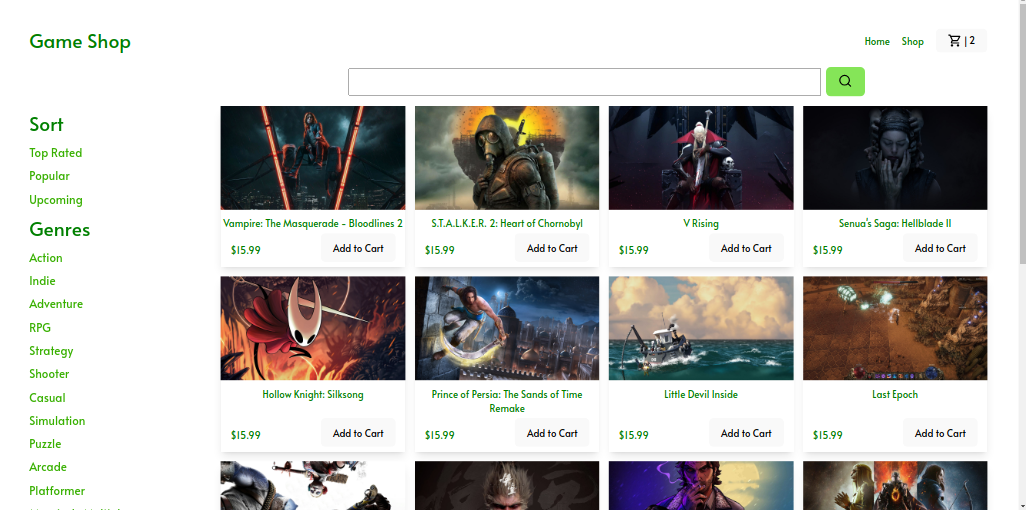 Game Shop
Home
Shop
| 2
Sort
Top Rated
Popular
Upcoming
Genres
Action
Indie
Adventure
RPG
Strategy
Shooter
Casual
Simulation
Puzzle
Arcade
Platformer
Vampire: The Masquerade - Bloodlines 2
$15.99
Add to Cart
S.T.A.L.K.E.R. 2: Heart of Chornobyl
$15.99
Add to Cart
V Rising
$15.99
Add to Cart
Senua's Saga: Hellblade II
$15.99
Add to Cart
Hollow Knight: Silksong
$15.99
Add to Cart
Prince of Persia: The Sands of Time
Remake
$15.99
Add to Cart
Little Devil Inside
$15.99
Add to Cart
Last Epoch
$15.99
Add to Cart